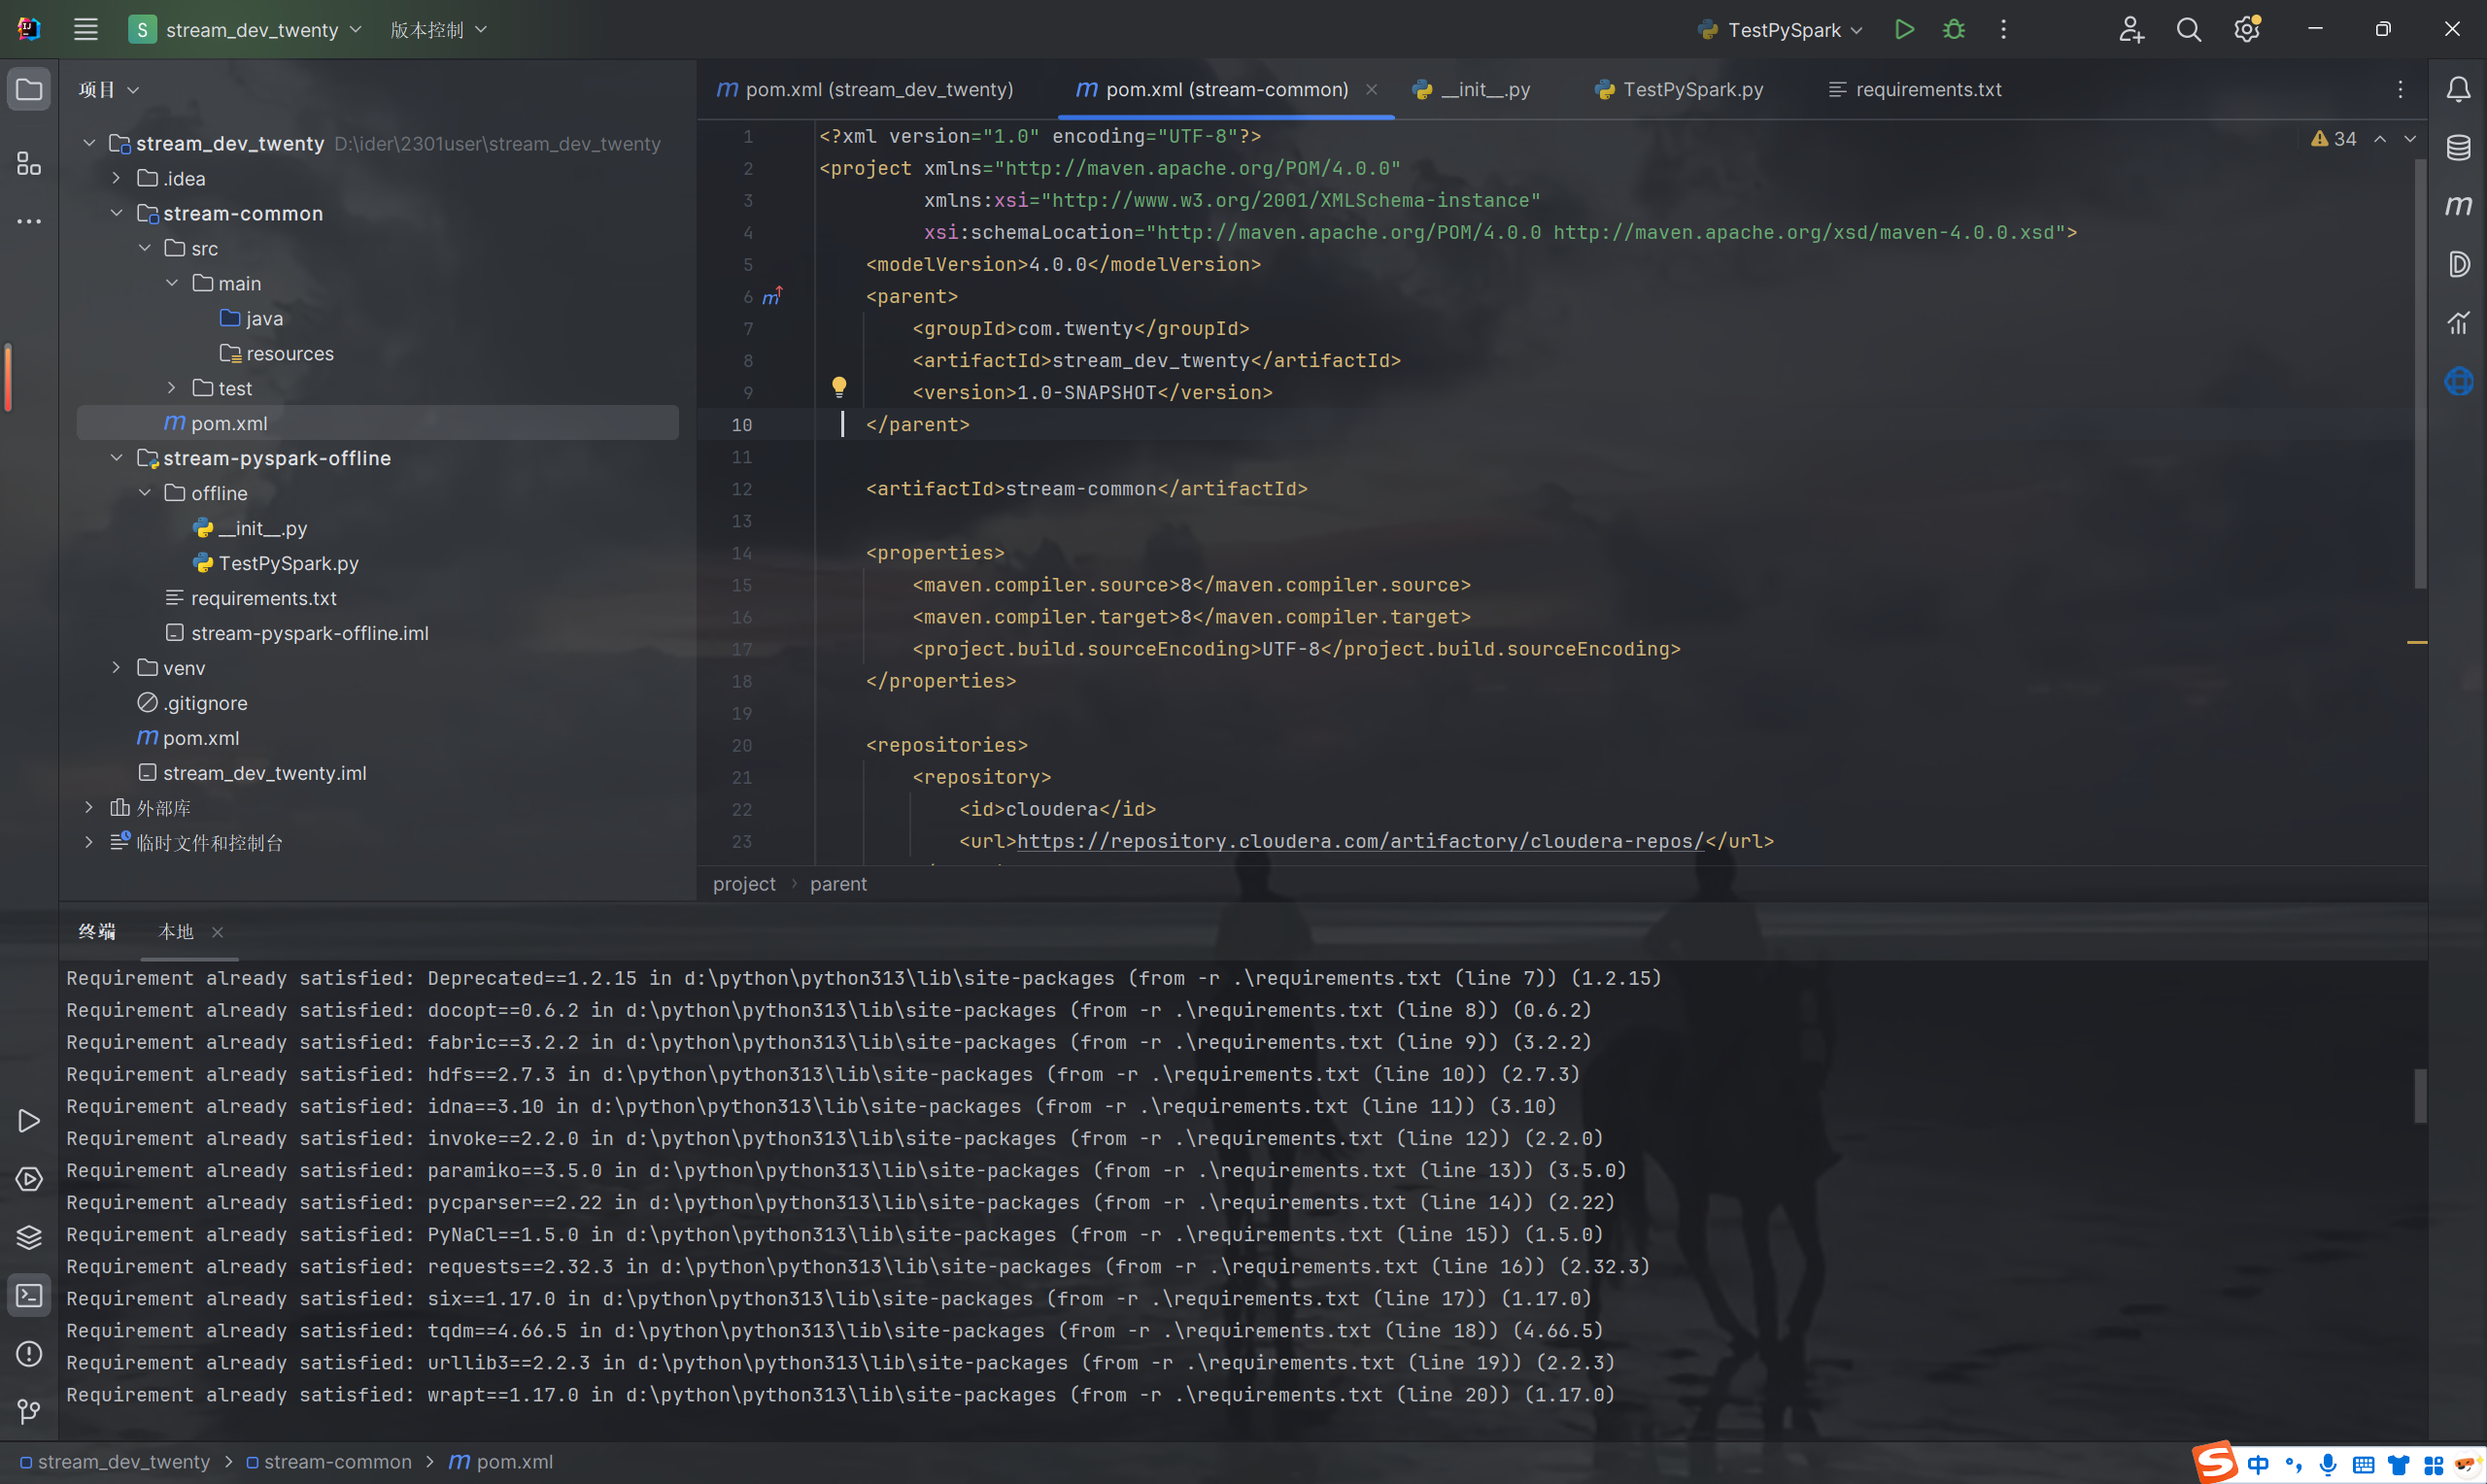 S stream_dev_twenty 版本控制 TestPySpark
项目
stream_dev_twenty D:\ider\2301user\stream_dev_twenty
.idea
stream-common
src
main
java
resources
test
pom.xml
stream-pyspark-offline
offline
__init__.py
TestPySpark.py
requirements.txt
stream-pyspark-offline.iml
venv
.gitignore
pom.xml
stream_dev_twenty.iml
外部库
临时文件和控制台
pom.xml (stream_dev_twenty) pom.xml (stream-common) __init__.py TestPySpark.py requirements.txt
34
1 <?xml version="1.0" encoding="UTF-8"?>
2 <project xmlns="http://maven.apache.org/POM/4.0.0"
3 xmlns:xsi="http://www.w3.org/2001/XMLSchema-instance"
4 xsi:schemaLocation="http://maven.apache.org/POM/4.0.0 http://maven.apache.org/xsd/maven-4.0.0.xsd">
5 <modelVersion>4.0.0</modelVersion>
6 <parent>
7 <groupId>com.twenty</groupId>
8 <artifactId>stream_dev_twenty</artifactId>
9 <version>1.0-SNAPSHOT</version>
10 </parent>
11
12 <artifactId>stream-common</artifactId>
13
14 <properties>
15 <maven.compiler.source>8</maven.compiler.source>
16 <maven.compiler.target>8</maven.compiler.target>
17 <project.build.sourceEncoding>UTF-8</project.build.sourceEncoding>
18 </properties>
19
20 <repositories>
21 <repository>
22 <id>cloudera</id>
23 <url>https://repository.cloudera.com/artifactory/cloudera-repos/</url>
project > parent
终端 本地
Requirement already satisfied: Deprecated==1.2.15 in d:\python\python313\lib\site-packages (from -r .\requirements.txt (line 7)) (1.2.15)
Requirement already satisfied: docopt==0.6.2 in d:\python\python313\lib\site-packages (from -r .\requirements.txt (line 8)) (0.6.2)
Requirement already satisfied: fabric==3.2.2 in d:\python\python313\lib\site-packages (from -r .\requirements.txt (line 9)) (3.2.2)
Requirement already satisfied: hdfs==2.7.3 in d:\python\python313\lib\site-packages (from -r .\requirements.txt (line 10)) (2.7.3)
Requirement already satisfied: idna==3.10 in d:\python\python313\lib\site-packages (from -r .\requirements.txt (line 11)) (3.10)
Requirement already satisfied: invoke==2.2.0 in d:\python\python313\lib\site-packages (from -r .\requirements.txt (line 12)) (2.2.0)
Requirement already satisfied: paramiko==3.5.0 in d:\python\python313\lib\site-packages (from -r .\requirements.txt (line 13)) (3.5.0)
Requirement already satisfied: pycparser==2.22 in d:\python\python313\lib\site-packages (from -r .\requirements.txt (line 14)) (2.22)
Requirement already satisfied: PyNaCl==1.5.0 in d:\python\python313\lib\site-packages (from -r .\requirements.txt (line 15)) (1.5.0)
Requirement already satisfied: requests==2.32.3 in d:\python\python313\lib\site-packages (from -r .\requirements.txt (line 16)) (2.32.3)
Requirement already satisfied: six==1.17.0 in d:\python\python313\lib\site-packages (from -r .\requirements.txt (line 17)) (1.17.0)
Requirement already satisfied: tqdm==4.66.5 in d:\python\python313\lib\site-packages (from -r .\requirements.txt (line 18)) (4.66.5)
Requirement already satisfied: urllib3==2.2.3 in d:\python\python313\lib\site-packages (from -r .\requirements.txt (line 19)) (2.2.3)
Requirement already satisfied: wrapt==1.17.0 in d:\python\python313\lib\site-packages (from -r .\requirements.txt (line 20)) (1.17.0)
stream_dev_twenty > stream-common > pom.xml
中